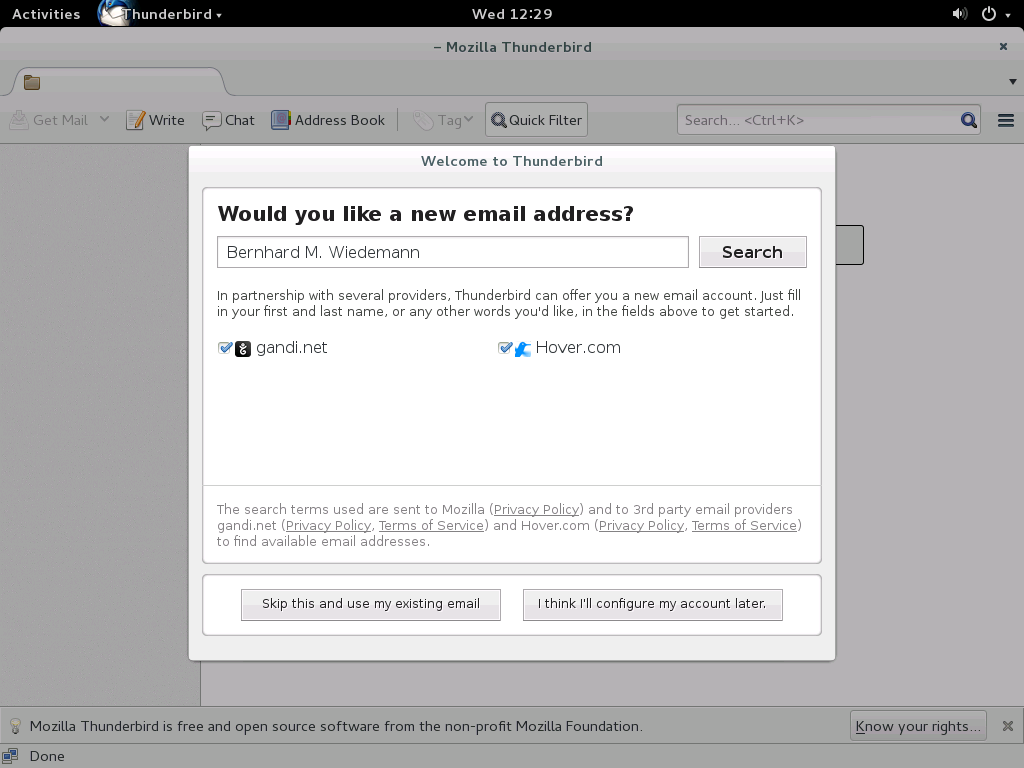 Activities Thunderbird Wed 12:29
– Mozilla Thunderbird
Get Mail Write Chat Address Book Tag Quick Filter Search... <Ctrl+K>
Welcome to Thunderbird
Would you like a new email address?
Bernhard M. Wiedemann Search
In partnership with several providers, Thunderbird can offer you a new email account. Just fill
in your first and last name, or any other words you'd like, in the fields above to get started.
gandi.net Hover.com
The search terms used are sent to Mozilla (Privacy Policy) and to 3rd party email providers
gandi.net (Privacy Policy, Terms of Service) and Hover.com (Privacy Policy, Terms of Service)
to find available email addresses.
Skip this and use my existing email I think I'll configure my account later.
Mozilla Thunderbird is free and open source software from the non-profit Mozilla Foundation. Know your rights...
Done